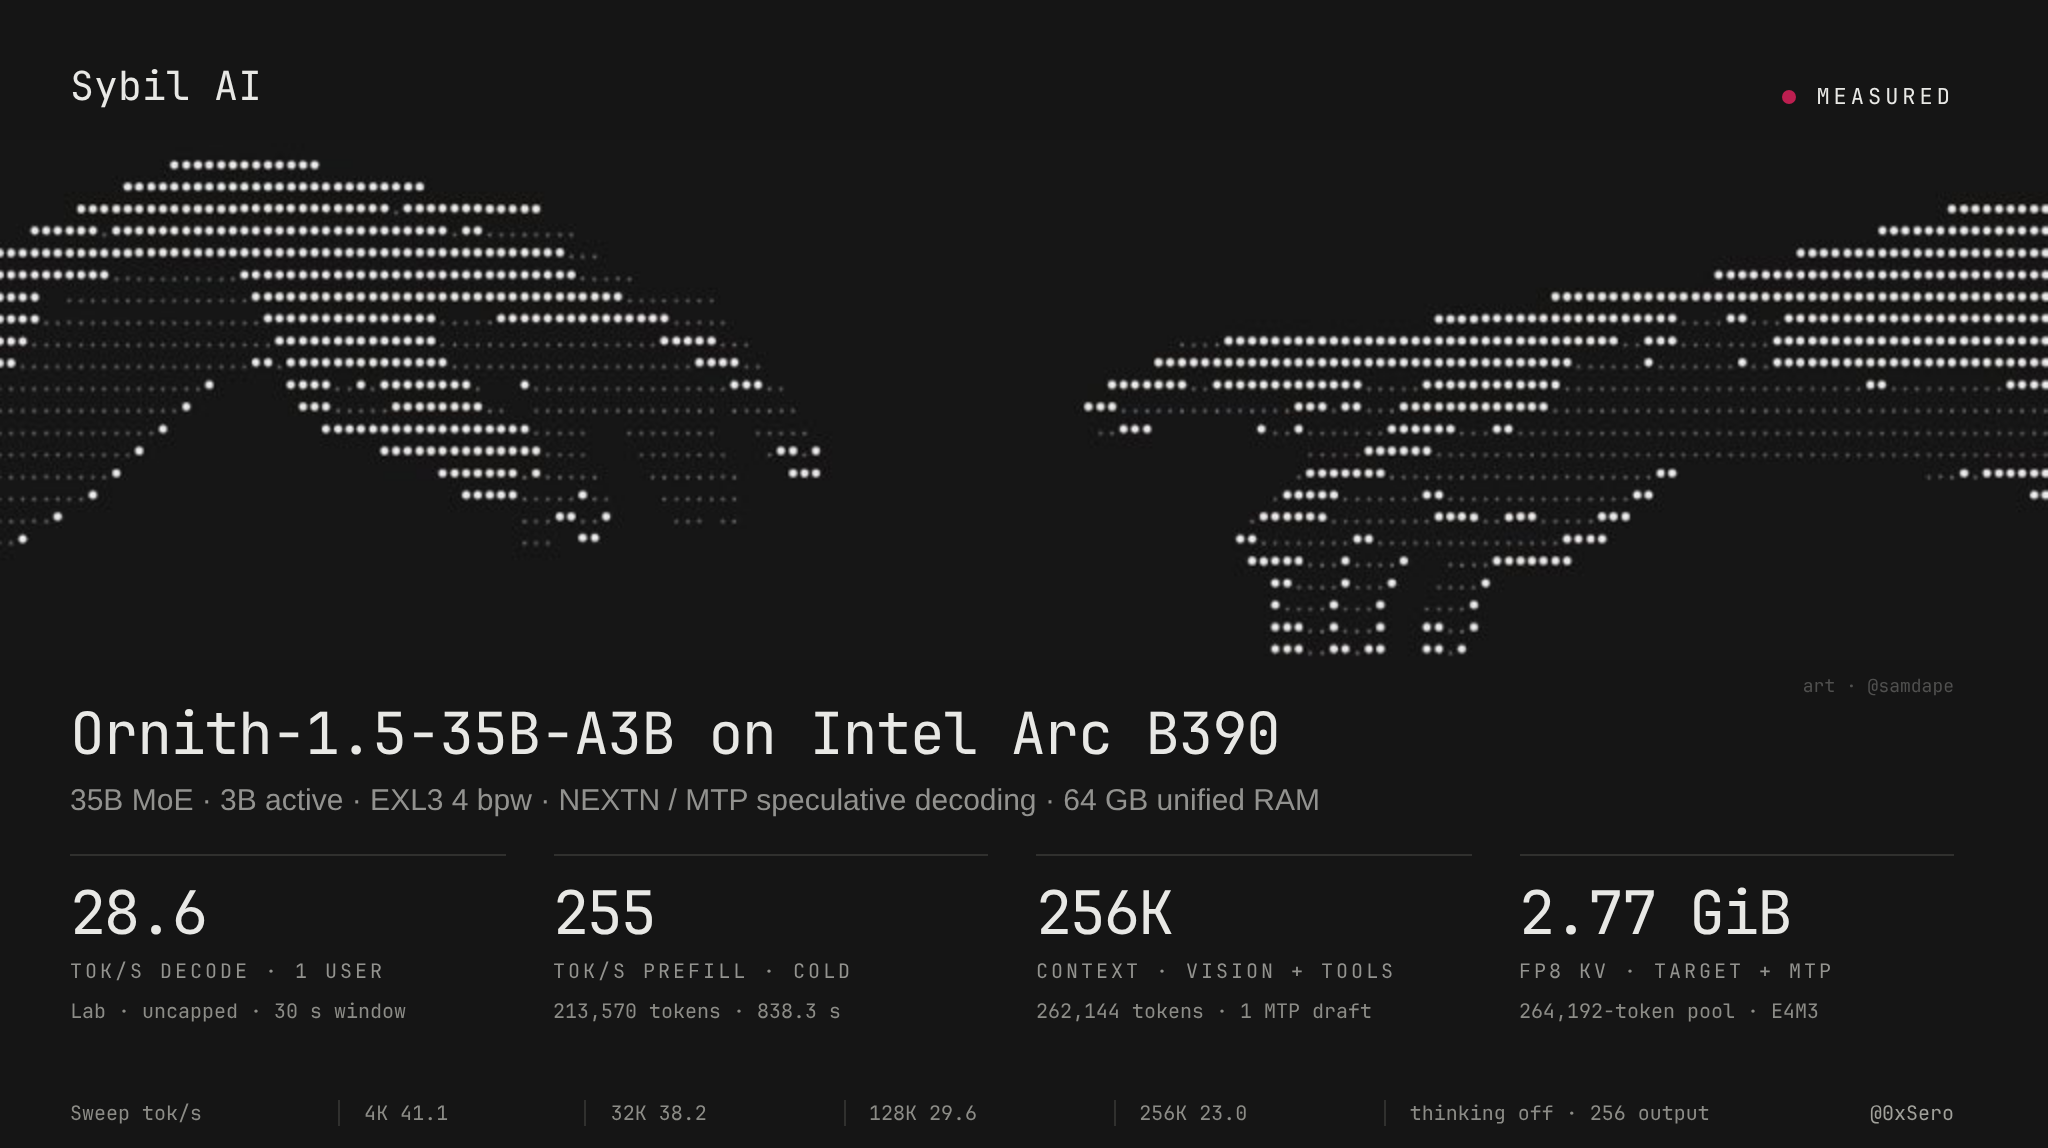 Sybil AI
MEASURED
art · @samdape
Ornith-1.5-35B-A3B on Intel Arc B390
35B MoE · 3B active · EXL3 4 bpw · NEXTN / MTP speculative decoding · 64 GB unified RAM
28.6
TOK/S DECODE · 1 USER
Lab · uncapped · 30 s window
255
TOK/S PREFILL · COLD
213,570 tokens · 838.3 s
256K
CONTEXT · VISION + TOOLS
262,144 tokens · 1 MTP draft
2.77 GiB
FP8 KV · TARGET + MTP
264,192-token pool · E4M3
Sweep tok/s
4K 41.1
32K 38.2
128K 29.6
256K 23.0
thinking off · 256 output
@0xSero